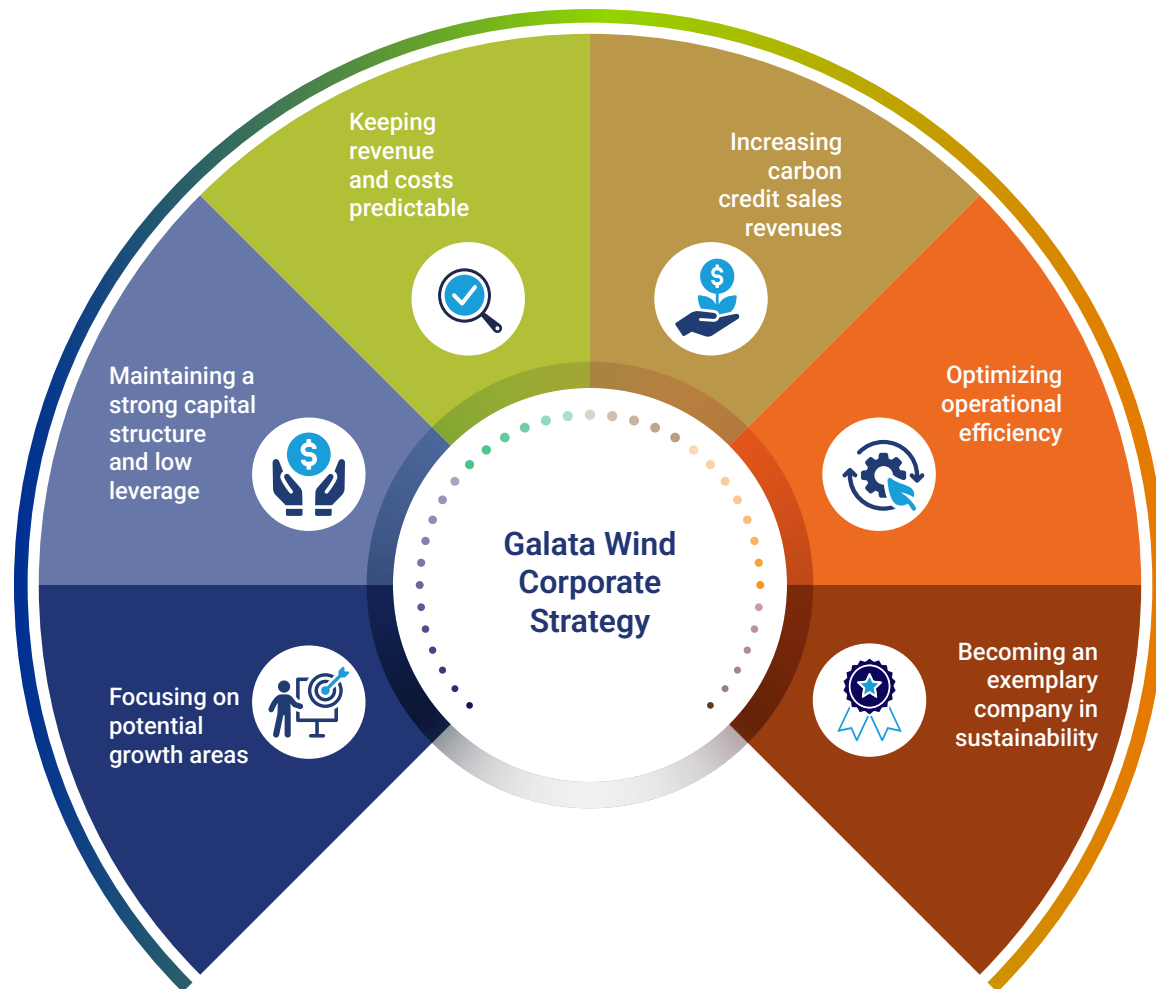 Keeping
revenue
and costs
predictable
Increasing
carbon
credit sales
revenues
Maintaining a
strong capital
structure
and low
leverage
$
$
Optimizing
operational
efficiency
Galata Wind
Corporate
Strategy
Focusing on
potential
growth areas
Becoming an
exemplary
company in
sustainability